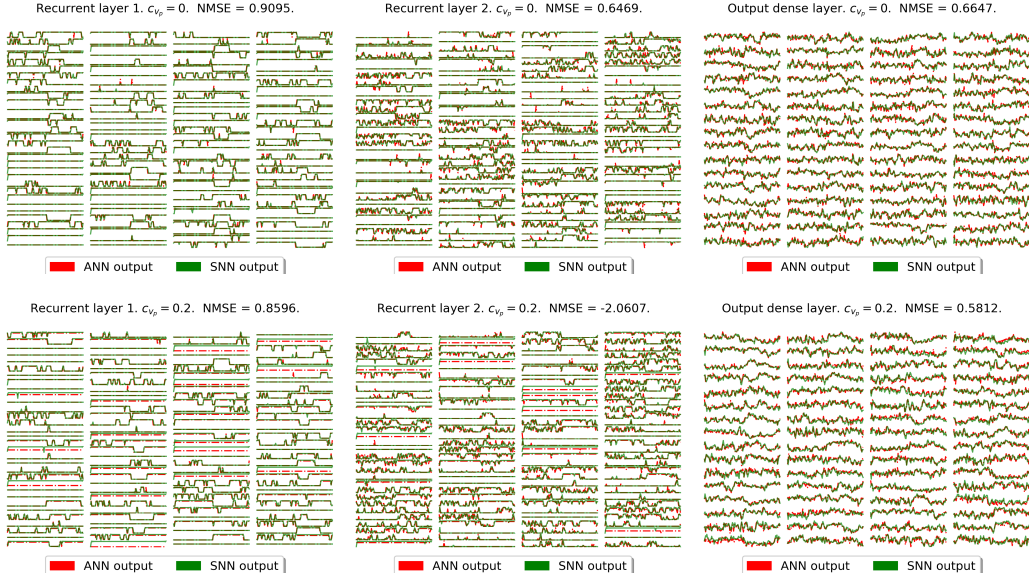 Recurrent layer 1. $c_{v_p} = 0$. NMSE = 0.9095.
Recurrent layer 2. $c_{v_p} = 0$. NMSE = 0.6469.
Output dense layer. $c_{v_p} = 0$. NMSE = 0.6647.
ANN output SNN output
ANN output SNN output
ANN output SNN output
Recurrent layer 1. $c_{v_p} = 0.2$. NMSE = 0.8596.
Recurrent layer 2. $c_{v_p} = 0.2$. NMSE = -2.0607.
Output dense layer. $c_{v_p} = 0.2$. NMSE = 0.5812.
ANN output SNN output
ANN output SNN output
ANN output SNN output